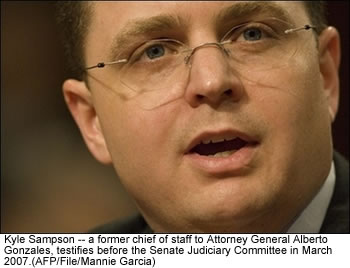 Kyle Sampson -- a former chief of staff to Attorney General Alberto
Gonzales, testifies before the Senate Judiciary Committee in March
2007.(AFP/File/Mannie Garcia)